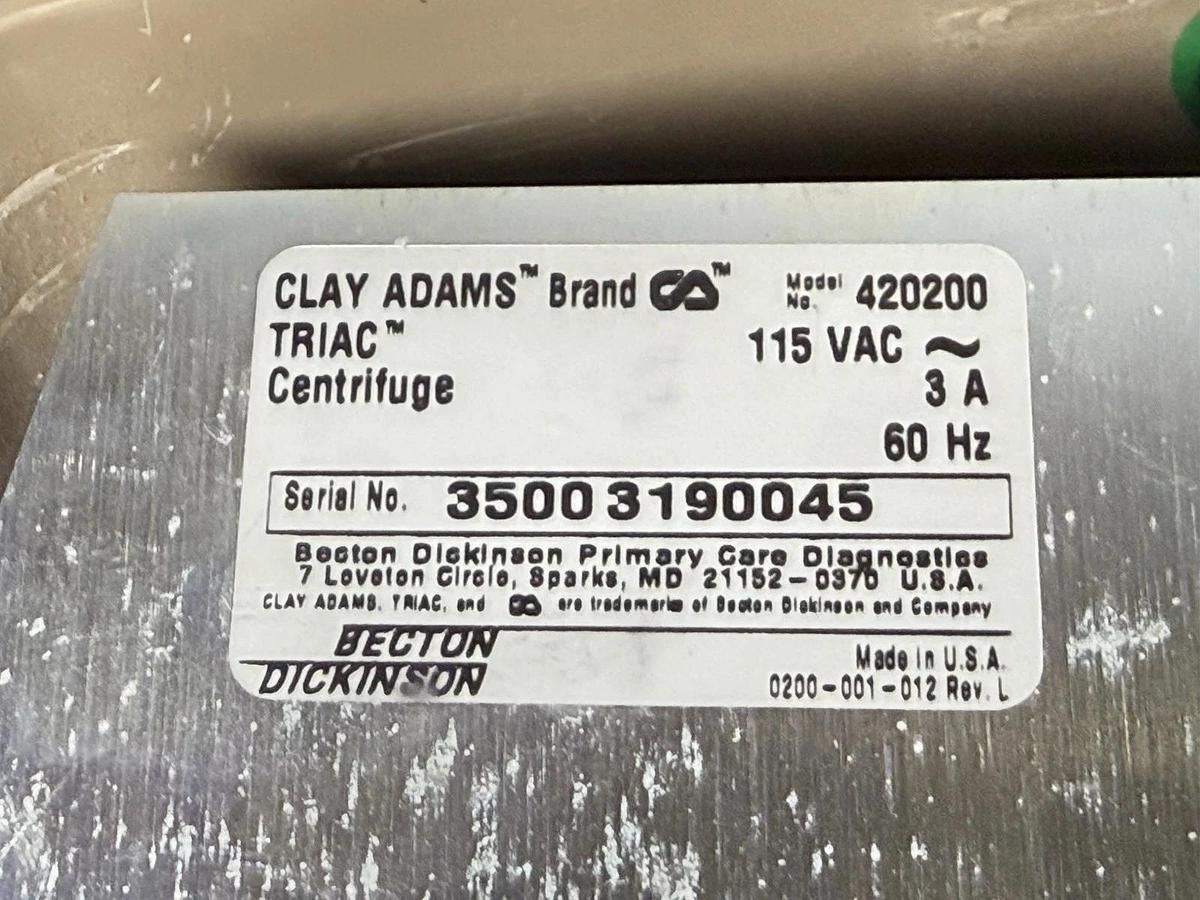 CLAY ADAMS™ Brand CA™ Model No. 420200
TRIAC™ 115 VAC ~
Centrifuge 3 A
60 Hz
Serial No. 3500 3190045
Becton Dickinson Primary Care Diagnostics
7 Loveton Circle, Sparks, MD 21152-0370 U.S.A.
CLAY ADAMS, TRIAC, and CA are trademarks of Becton Dickinson and Company
BECTON
DICKINSON
Made in U.S.A.
0200-001-012 Rev. L